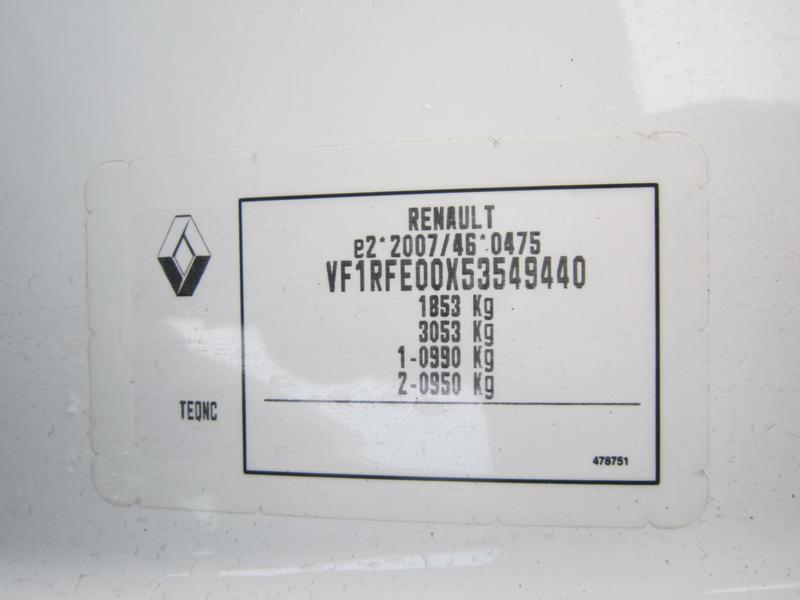 RENAULT
e2*2007/46*0475
VF1RFE00X53549440
1853 Kg
3053 Kg
1-0990 Kg
2-0950 Kg
TEQNC
478751